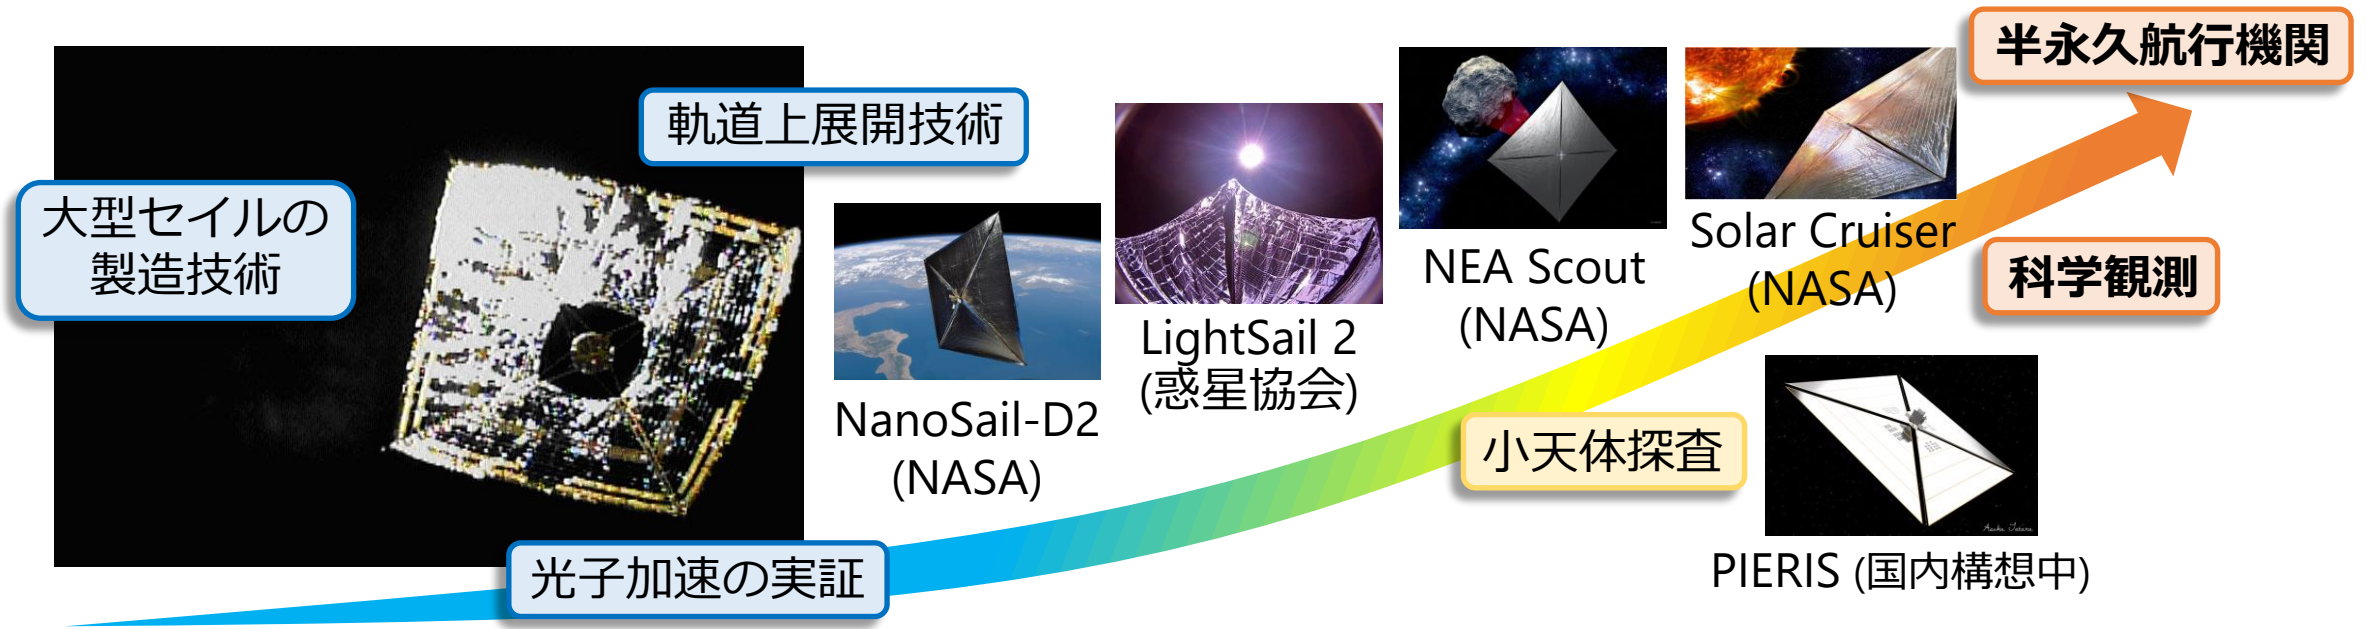 大型セイルの
製造技術
軌道上展開技術
光子加速の実証
NanoSail-D2
(NASA)
LightSail 2
(惑星協会)
NEA Scout
(NASA)
Solar Cruiser
(NASA)
半永久航行機関
科学観測
小天体探査
PIERIS (国内構想中)